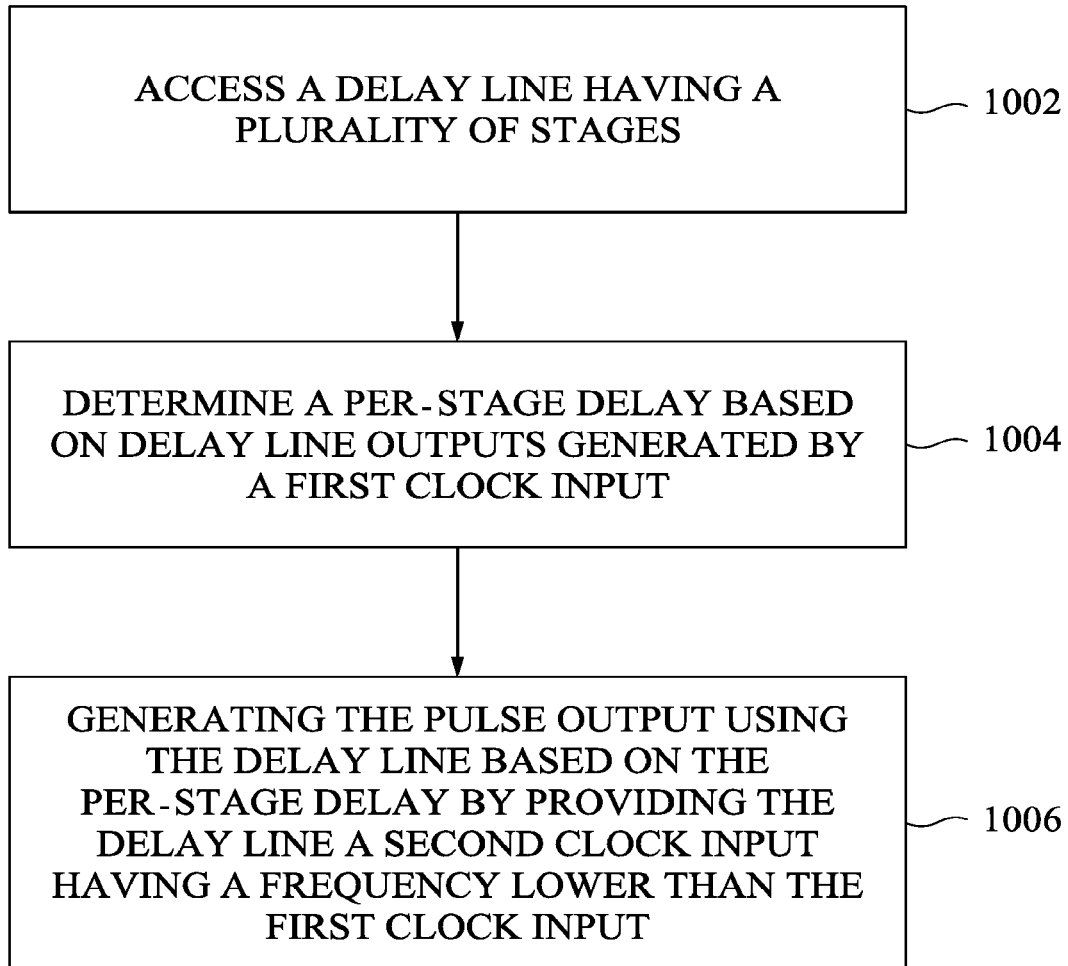 ACCESS A DELAY LINE HAVING A
PLURALITY OF STAGES
1002
DETERMINE A PER-STAGE DELAY BASED
ON DELAY LINE OUTPUTS GENERATED BY
A FIRST CLOCK INPUT
1004
GENERATING THE PULSE OUTPUT USING
THE DELAY LINE BASED ON THE
PER-STAGE DELAY BY PROVIDING THE
DELAY LINE A SECOND CLOCK INPUT
HAVING A FREQUENCY LOWER THAN THE
FIRST CLOCK INPUT
1006